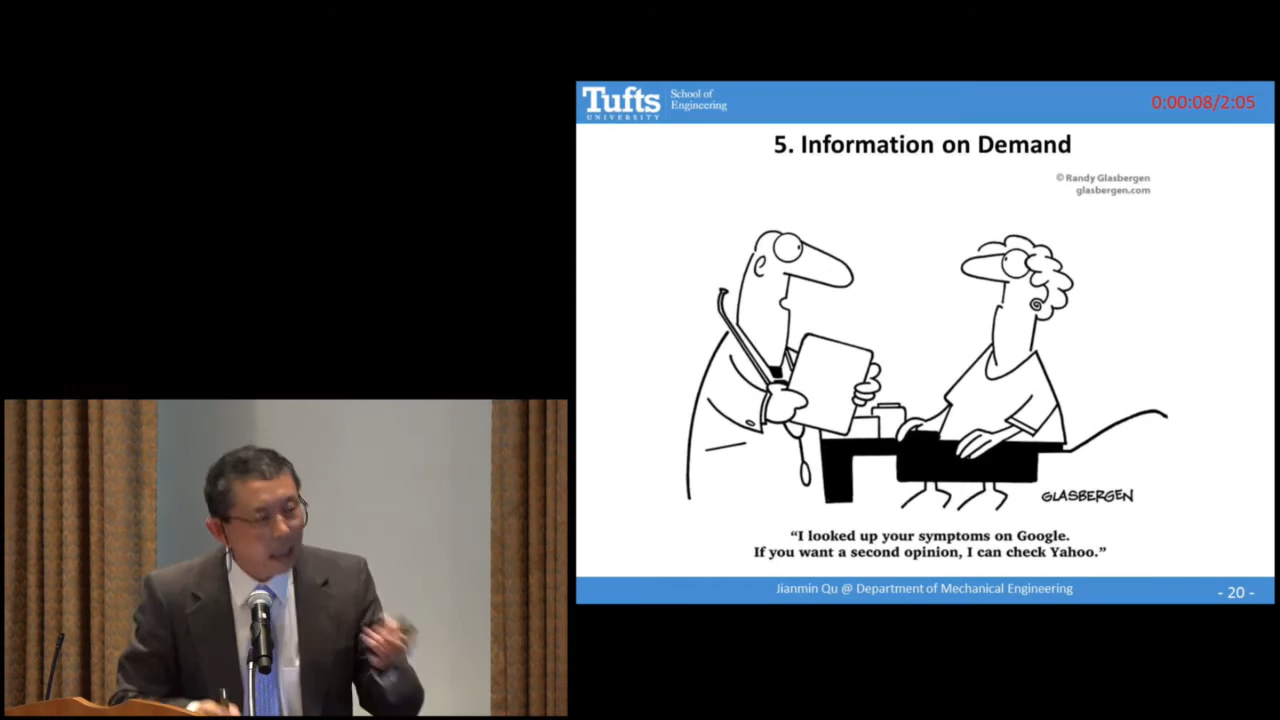 Tufts
UNIVERSITY
School of
Engineering
0:00:08/2:05
5. Information on Demand
© Randy Glasbergen
glasbergen.com
GLASBERGEN
“I looked up your symptoms on Google.
If you want a second opinion, I can check Yahoo.”
Jianmin Qu @ Department of Mechanical Engineering
- 20 -